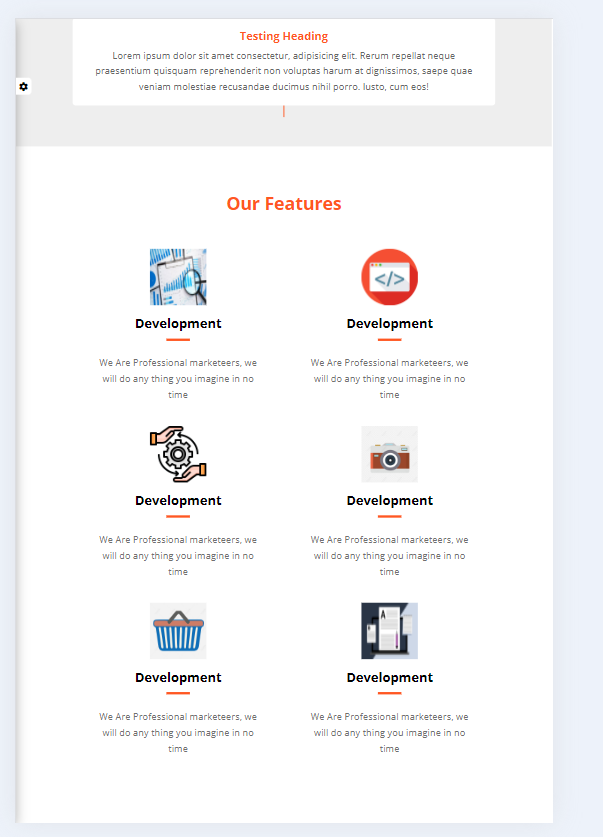 Testing Heading
Lorem ipsum dolor sit amet consectetur, adipisicing elit. Rerum repellat neque
praesentium quisquam reprehenderit non voluptas harum at dignissimos, saepe quae
veniam molestiae recusandae ducimus nihil porro. Iusto, cum eos!
Our Features
</>
Development
We Are Professional marketeers, we
will do any thing you imagine in no
time
Development
We Are Professional marketeers, we
will do any thing you imagine in no
time
Development
We Are Professional marketeers, we
will do any thing you imagine in no
time
Development
We Are Professional marketeers, we
will do any thing you imagine in no
time
Development
We Are Professional marketeers, we
will do any thing you imagine in no
time
A
Development
We Are Professional marketeers, we
will do any thing you imagine in no
time